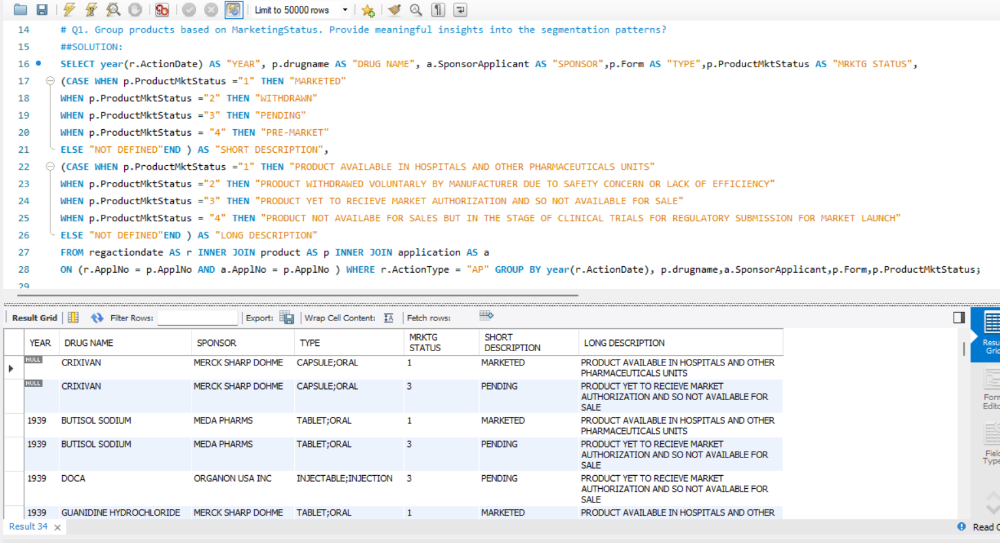 Limit to 50000 rows
14 # Q1. Group products based on MarketingStatus. Provide meaningful insights into the segmentation patterns?
15 ##SOLUTION:
16 SELECT year(r.ActionDate) AS "YEAR", p.drugname AS "DRUG NAME", a.SponsorApplicant AS "SPONSOR",p.Form AS "TYPE",p.ProductMktStatus AS "MRKTG STATUS",
17 (CASE WHEN p.ProductMktStatus ="1" THEN "MARKETED"
18 WHEN p.ProductMktStatus ="2" THEN "WITHDRAWN"
19 WHEN p.ProductMktStatus ="3" THEN "PENDING"
20 WHEN p.ProductMktStatus = "4" THEN "PRE-MARKET"
21 ELSE "NOT DEFINED"END ) AS "SHORT DESCRIPTION",
22 (CASE WHEN p.ProductMktStatus ="1" THEN "PRODUCT AVAILABLE IN HOSPITALS AND OTHER PHARMACEUTICALS UNITS"
23 WHEN p.ProductMktStatus ="2" THEN "PRODUCT WITHDRAWED VOLUNTARLY BY MANUFACTURER DUE TO SAFETY CONCERN OR LACK OF EFFICIENCY"
24 WHEN p.ProductMktStatus ="3" THEN "PRODUCT YET TO RECIEVE MARKET AUTHORIZATION AND SO NOT AVAILABLE FOR SALE"
25 WHEN p.ProductMktStatus = "4" THEN "PRODUCT NOT AVAILABE FOR SALES BUT IN THE STAGE OF CLINICAL TRIALS FOR REGULATORY SUBMISSION FOR MARKET LAUNCH"
26 ELSE "NOT DEFINED"END ) AS "LONG DESCRIPTION"
27 FROM regactiondate AS r INNER JOIN product AS p INNER JOIN application AS a
28 ON (r.ApplNo = p.ApplNo AND a.ApplNo = p.ApplNo ) WHERE r.ActionType = "AP" GROUP BY year(r.ActionDate), p.drugname,a.SponsorApplicant,p.Form,p.ProductMktStatus;
29
Result Grid Filter Rows: Export: Wrap Cell Content: IA Fetch rows:
YEAR DRUG NAME SPONSOR TYPE MRKTG STATUS SHORT DESCRIPTION LONG DESCRIPTION
NULL CRIXIVAN MERCK SHARP DOHME CAPSULE;ORAL 1 MARKETED PRODUCT AVAILABLE IN HOSPITALS AND OTHER
PHARMACEUTICALS UNITS
NULL CRIXIVAN MERCK SHARP DOHME CAPSULE;ORAL 3 PENDING PRODUCT YET TO RECIEVE MARKET
AUTHORIZATION AND SO NOT AVAILABLE FOR
SALE
1939 BUTISOL SODIUM MEDA PHARMS TABLET;ORAL 1 MARKETED PRODUCT AVAILABLE IN HOSPITALS AND OTHER
PHARMACEUTICALS UNITS
1939 BUTISOL SODIUM MEDA PHARMS TABLET;ORAL 3 PENDING PRODUCT YET TO RECIEVE MARKET
AUTHORIZATION AND SO NOT AVAILABLE FOR
SALE
1939 DOCA ORGANON USA INC INJECTABLE;INJECTION 3 PENDING PRODUCT YET TO RECIEVE MARKET
AUTHORIZATION AND SO NOT AVAILABLE FOR
SALE
1939 GUANIDINE HYDROCHLORIDE MERCK SHARP DOHME TABLET;ORAL 1 MARKETED PRODUCT AVAILABLE IN HOSPITALS AND OTHER
Result 34
Read